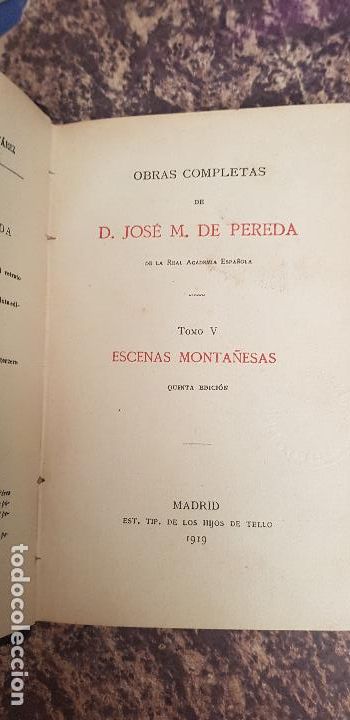 OBRAS COMPLETAS
DE
D. JOSÉ M. DE PEREDA
DE LA REAL ACADEMIA ESPAÑOLA
TOMO V
ESCENAS MONTAÑESAS
QUINTA EDICIÓN
MADRID
EST. TIP. DE LOS HIJOS DE TELLO
1919
todocoleccion